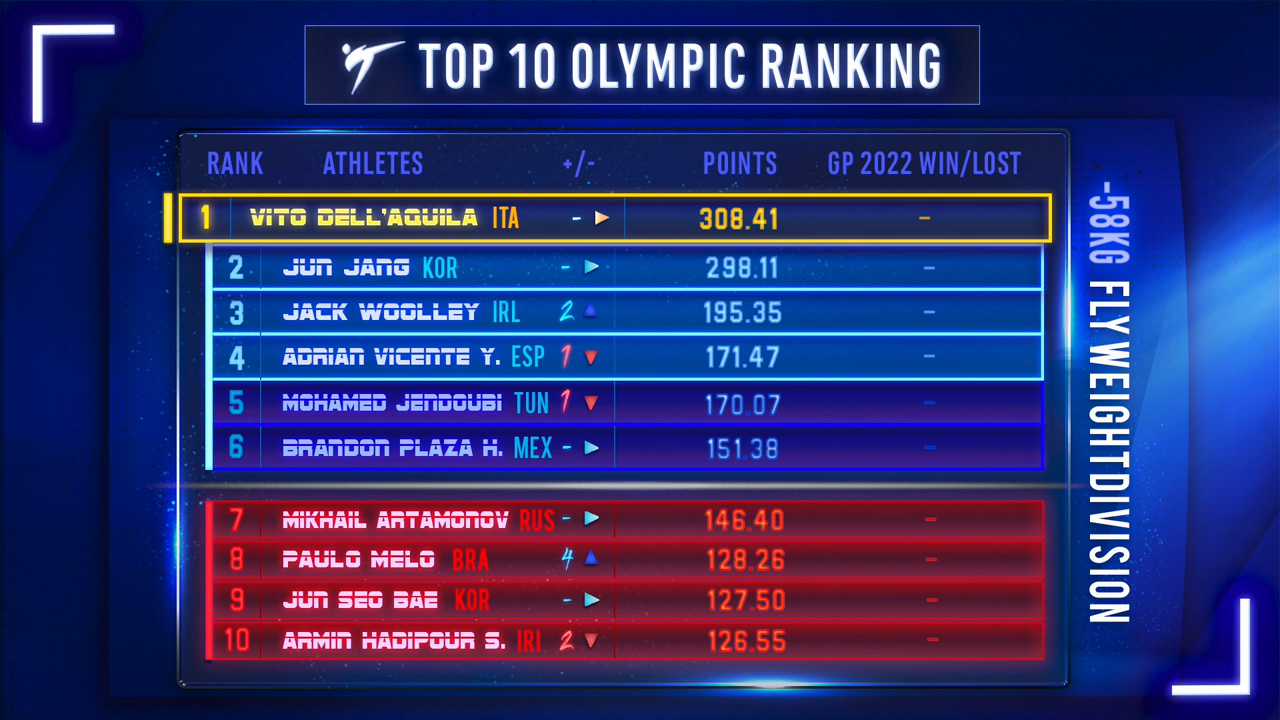 TOP 10 OLYMPIC RANKING
RANK ATHLETES +/- POINTS GP 2022 WIN/LOST
1 VITO DELL'AQUILA ITA - ► 308.41 -
2 JUN JANG KOR - ► 298.11 -
3 JACK WOOLLEY IRL 2 ▲ 195.35 -
4 ADRIAN VICENTE Y. ESP 1 ▼ 171.47 -
5 MOHAMED JENDOUBI TUN 1 ▼ 170.07 -
6 BRANDON PLAZA H. MEX - ► 151.38 -
7 MIKHAIL ARTAMONOV RUS - ► 146.40 -
8 PAULO MELO BRA 4 ▲ 128.26 -
9 JUN SEO BAE KOR - ► 127.50 -
10 ARMIN HADIPOUR S. IRI 2 ▼ 126.55 -
-58KG FLYWEIGHTDIVISION